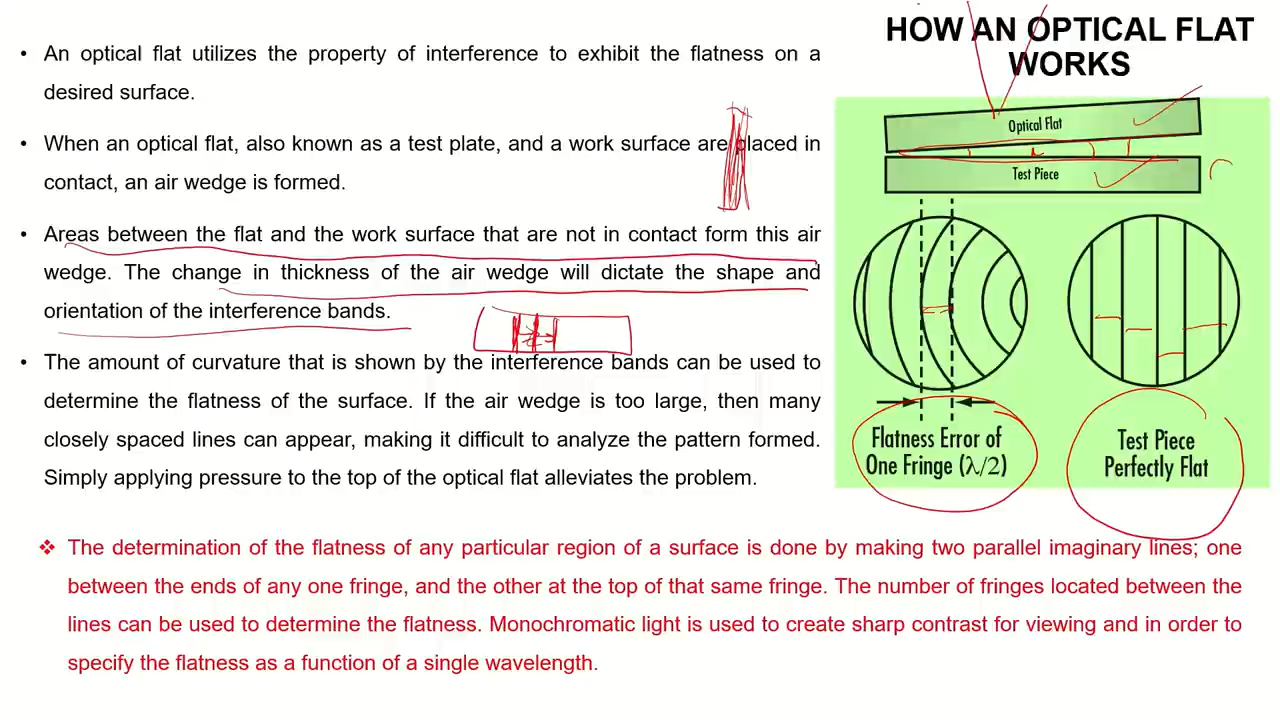 HOW AN OPTICAL FLAT
WORKS
• An optical flat utilizes the property of interference to exhibit the flatness on a
desired surface.
• When an optical flat, also known as a test plate, and a work surface are placed in
contact, an air wedge is formed.
• Areas between the flat and the work surface that are not in contact form this air
wedge. The change in thickness of the air wedge will dictate the shape and
orientation of the interference bands.
• The amount of curvature that is shown by the interference bands can be used to
determine the flatness of the surface. If the air wedge is too large, then many
closely spaced lines can appear, making it difficult to analyze the pattern formed.
Simply applying pressure to the top of the optical flat alleviates the problem.
Optical Flat
Test Piece
Flatness Error of
One Fringe (λ/2)
Test Piece
Perfectly Flat
❖ The determination of the flatness of any particular region of a surface is done by making two parallel imaginary lines; one
between the ends of any one fringe, and the other at the top of that same fringe. The number of fringes located between the
lines can be used to determine the flatness. Monochromatic light is used to create sharp contrast for viewing and in order to
specify the flatness as a function of a single wavelength.